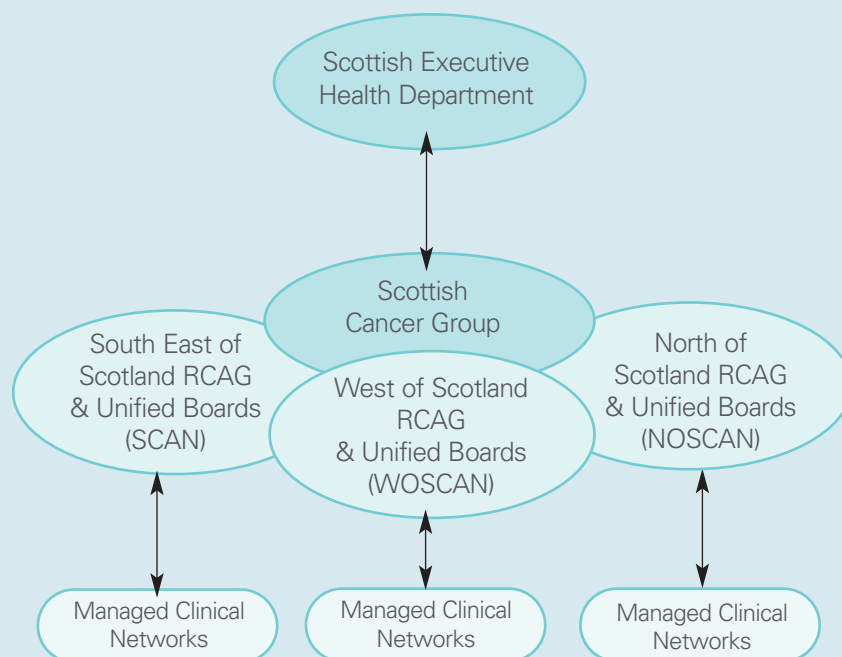 Scottish Executive
Health Department
Scottish
Cancer Group
South East of
Scotland RCAG
& Unified Boards
(SCAN)
West of Scotland
RCAG
& Unified Boards
(WOSCAN)
North of
Scotland RCAG
& Unified Boards
(NOSCAN)
Managed Clinical
Networks
Managed Clinical
Networks
Managed Clinical
Networks